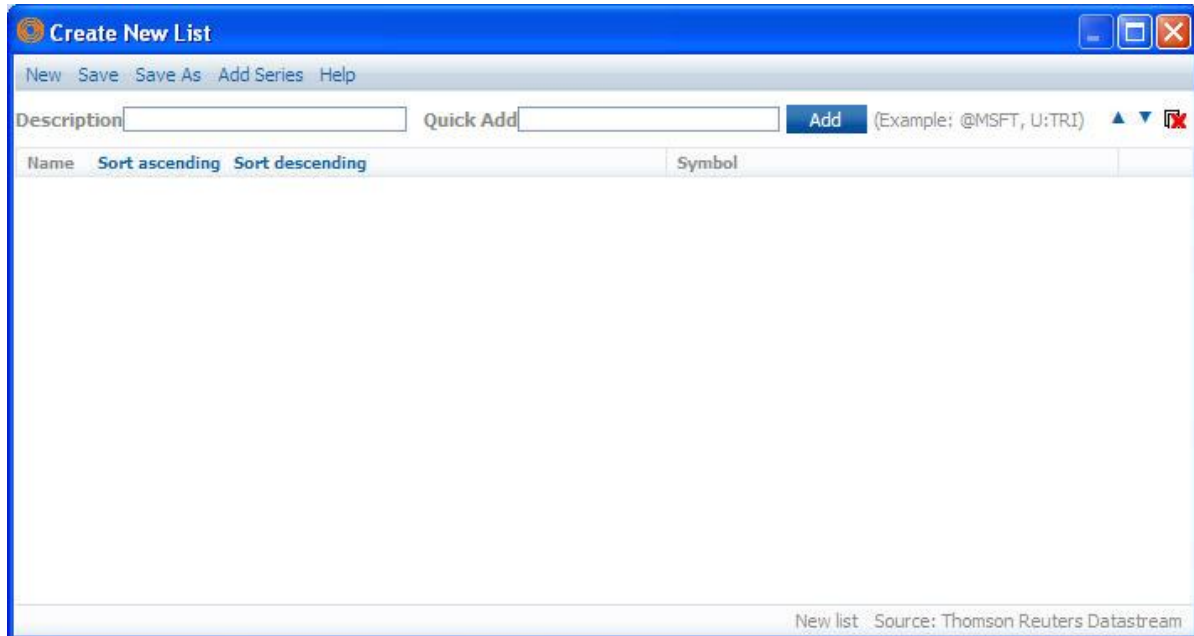 Create New List
New Save Save As Add Series Help
Description Quick Add Add (Example: @MSFT, U:TRI)
Name Sort ascending Sort descending Symbol
New list Source: Thomson Reuters Datastream